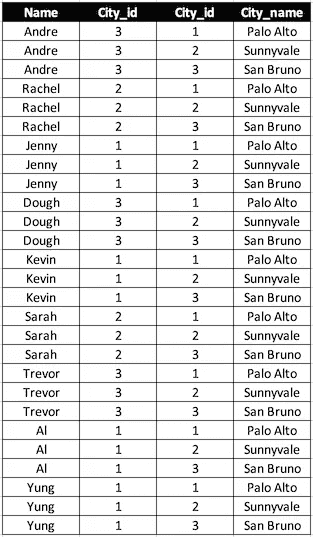 Name City_id City_id City_name
Andre 3 1 Palo Alto
Andre 3 2 Sunnyvale
Andre 3 3 San Bruno
Rachel 2 1 Palo Alto
Rachel 2 2 Sunnyvale
Rachel 2 3 San Bruno
Jenny 1 1 Palo Alto
Jenny 1 2 Sunnyvale
Jenny 1 3 San Bruno
Dough 3 1 Palo Alto
Dough 3 2 Sunnyvale
Dough 3 3 San Bruno
Kevin 1 1 Palo Alto
Kevin 1 2 Sunnyvale
Kevin 1 3 San Bruno
Sarah 2 1 Palo Alto
Sarah 2 2 Sunnyvale
Sarah 2 3 San Bruno
Trevor 3 1 Palo Alto
Trevor 3 2 Sunnyvale
Trevor 3 3 San Bruno
Al 1 1 Palo Alto
Al 1 2 Sunnyvale
Al 1 3 San Bruno
Yung 1 1 Palo Alto
Yung 1 2 Sunnyvale
Yung 1 3 San Bruno